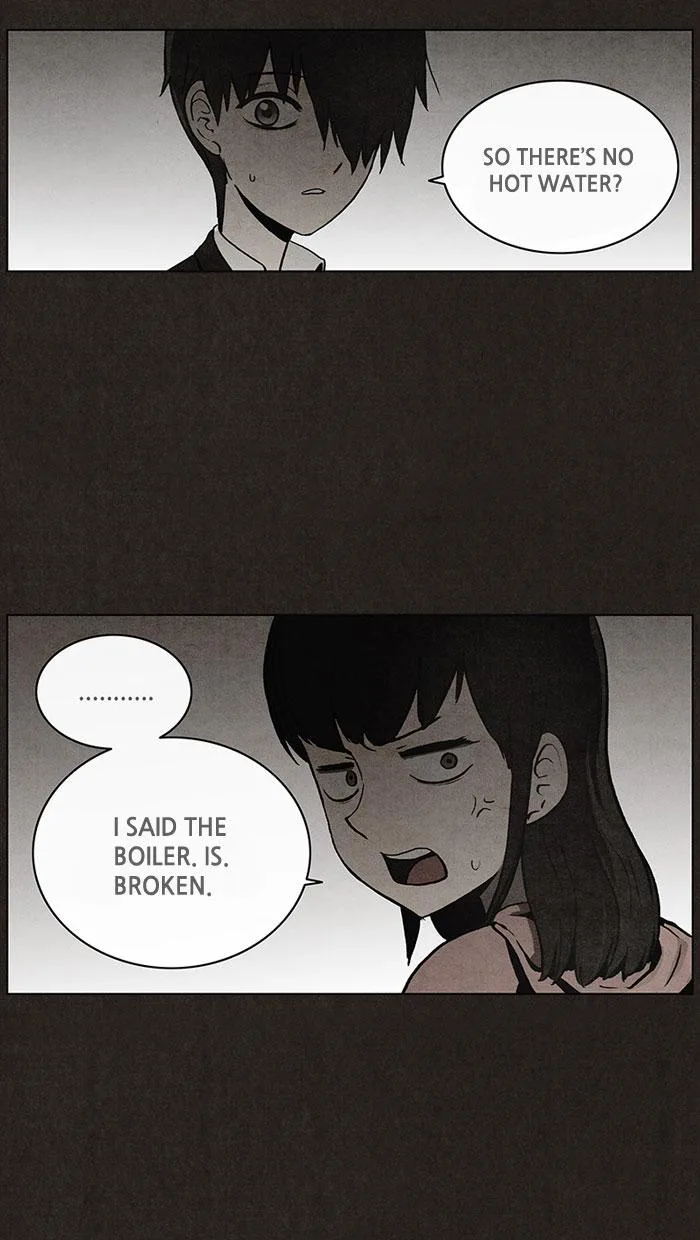 SO THERE'S NO
HOT WATER?
...........
I SAID THE
BOILER. IS.
BROKEN.